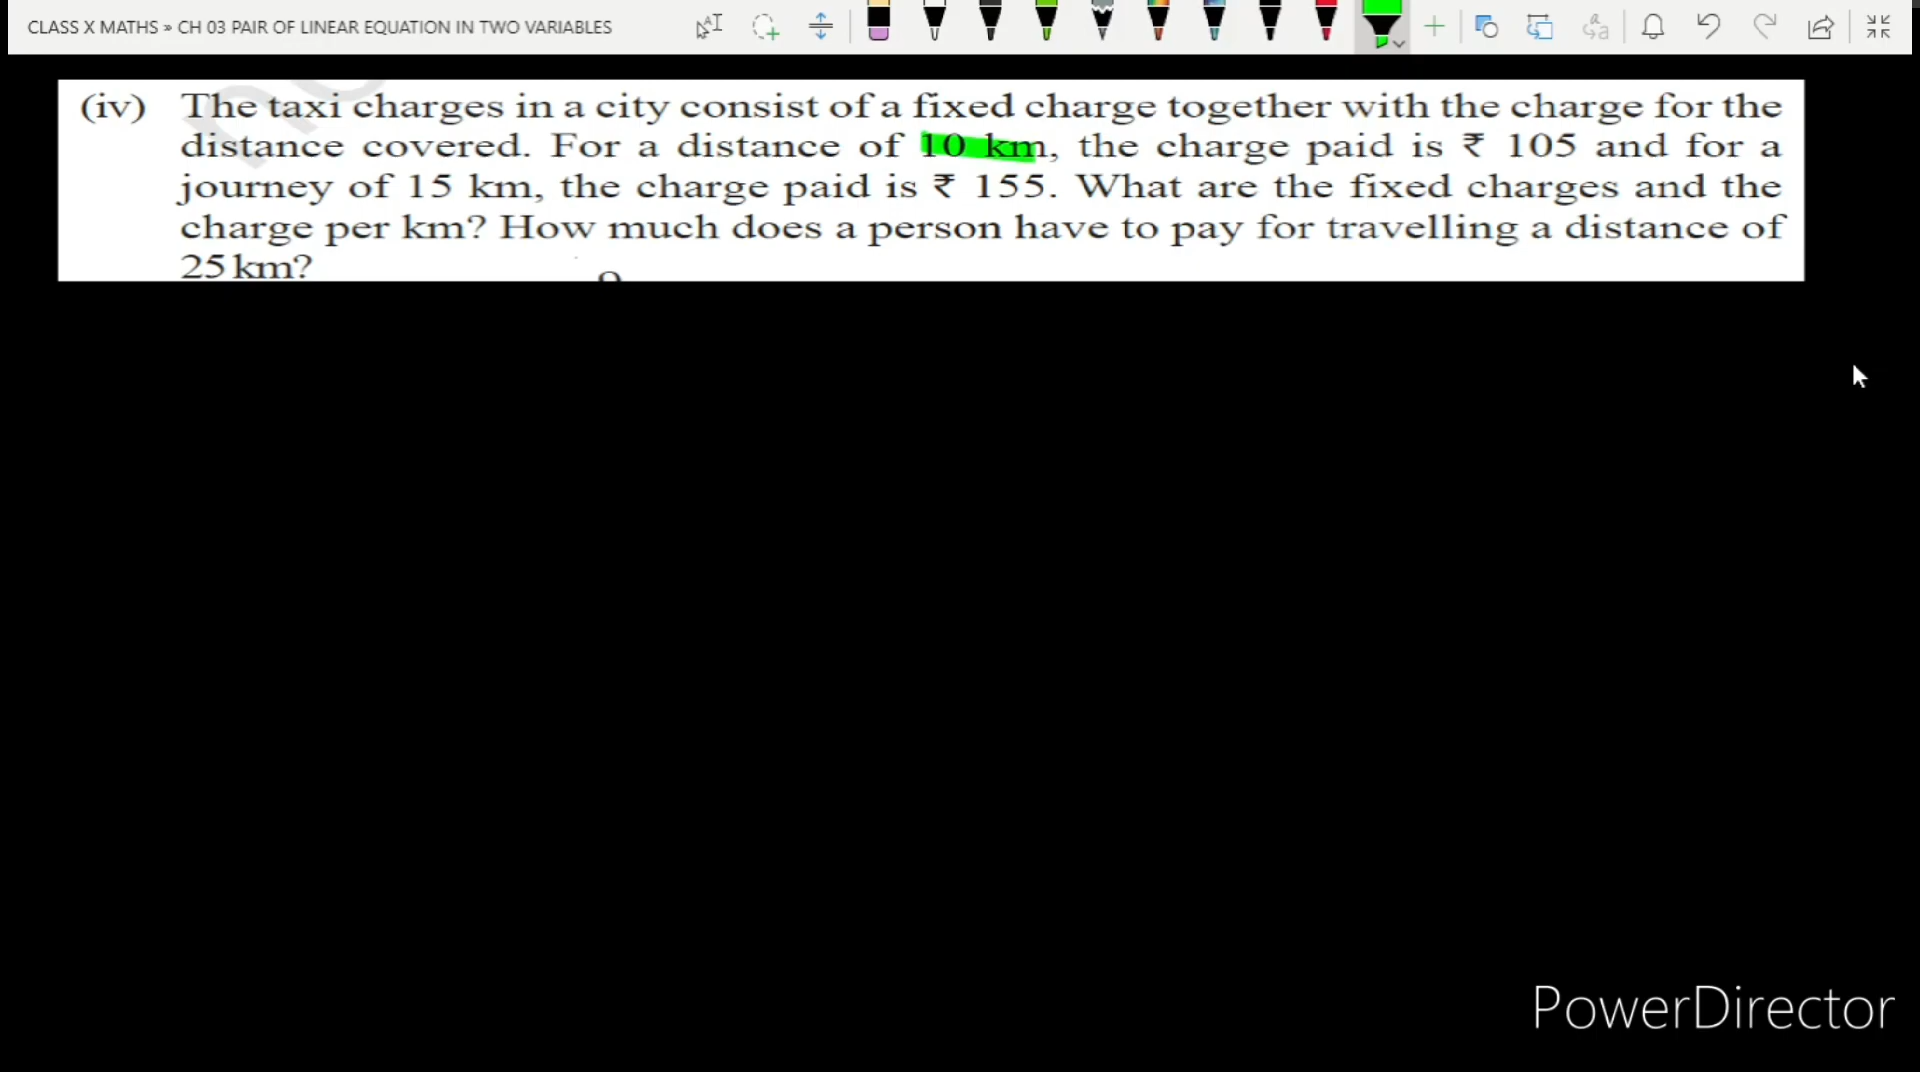 CLASS X MATHS » CH 03 PAIR OF LINEAR EQUATION IN TWO VARIABLES
(iv) The taxi charges in a city consist of a fixed charge together with the charge for the
distance covered. For a distance of 10 km, the charge paid is ₹ 105 and for a
journey of 15 km, the charge paid is ₹ 155. What are the fixed charges and the
charge per km? How much does a person have to pay for travelling a distance of
25 km?
PowerDirector